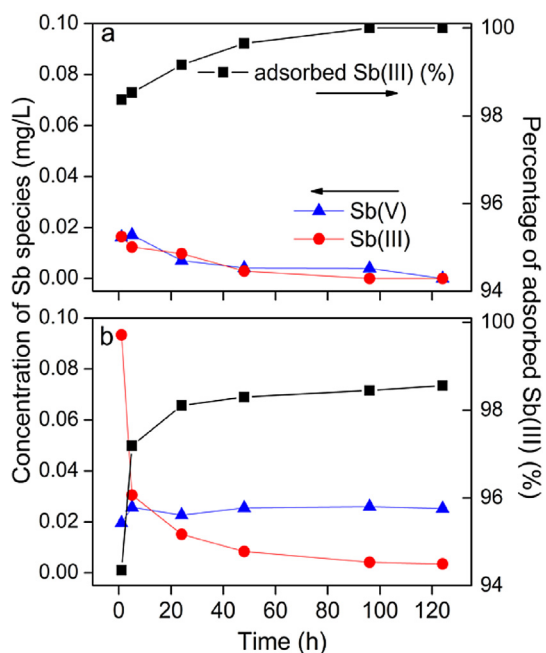 a
adsorbed Sb(III) (%)
Sb(V)
Sb(III)
0.10
0.08
0.06
0.04
0.02
0.00
100
98
96
94
b
0.10
0.08
0.06
0.04
0.02
0.00
100
98
96
94
0 20 40 60 80 100 120
Time (h)
Concentration of Sb species (mg/L)
Percentage of adsorbed Sb(III) (%)